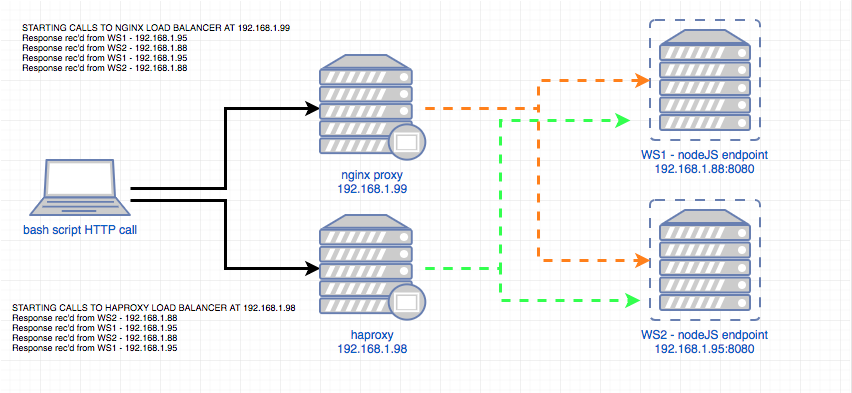 STARTING CALLS TO NGINX LOAD BALANCER AT 192.168.1.99
Response rec'd from WS1 - 192.168.1.95
Response rec'd from WS2 - 192.168.1.88
Response rec'd from WS1 - 192.168.1.95
Response rec'd from WS2 - 192.168.1.88
WS1 - nodeJS endpoint
192.168.1.88:8080
nginx proxy
192.168.1.99
bash script HTTP call
STARTING CALLS TO HAPROXY LOAD BALANCER AT 192.168.1.98
Response rec'd from WS2 - 192.168.1.88
Response rec'd from WS1 - 192.168.1.95
Response rec'd from WS2 - 192.168.1.88
Response rec'd from WS1 - 192.168.1.95
haproxy
192.168.1.98
WS2 - nodeJS endpoint
192.168.1.95:8080